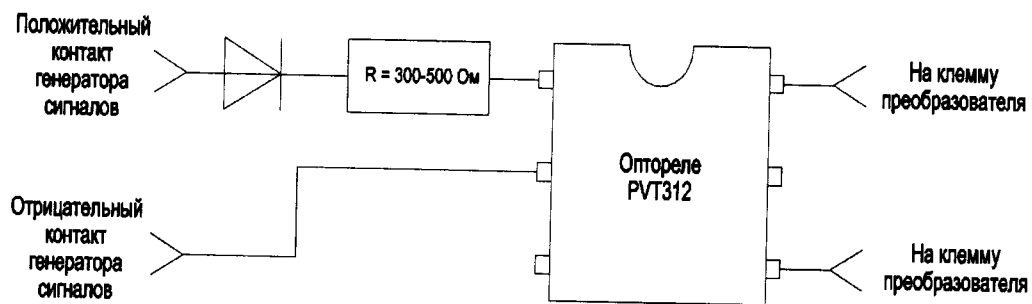 Положительный
контакт
генератора
сигналов
R = 300-500 Ом
На клемму
преобразователя
Оптореле
PVT312
Отрицательный
контакт
генератора
сигналов
На клемму
преобразователя